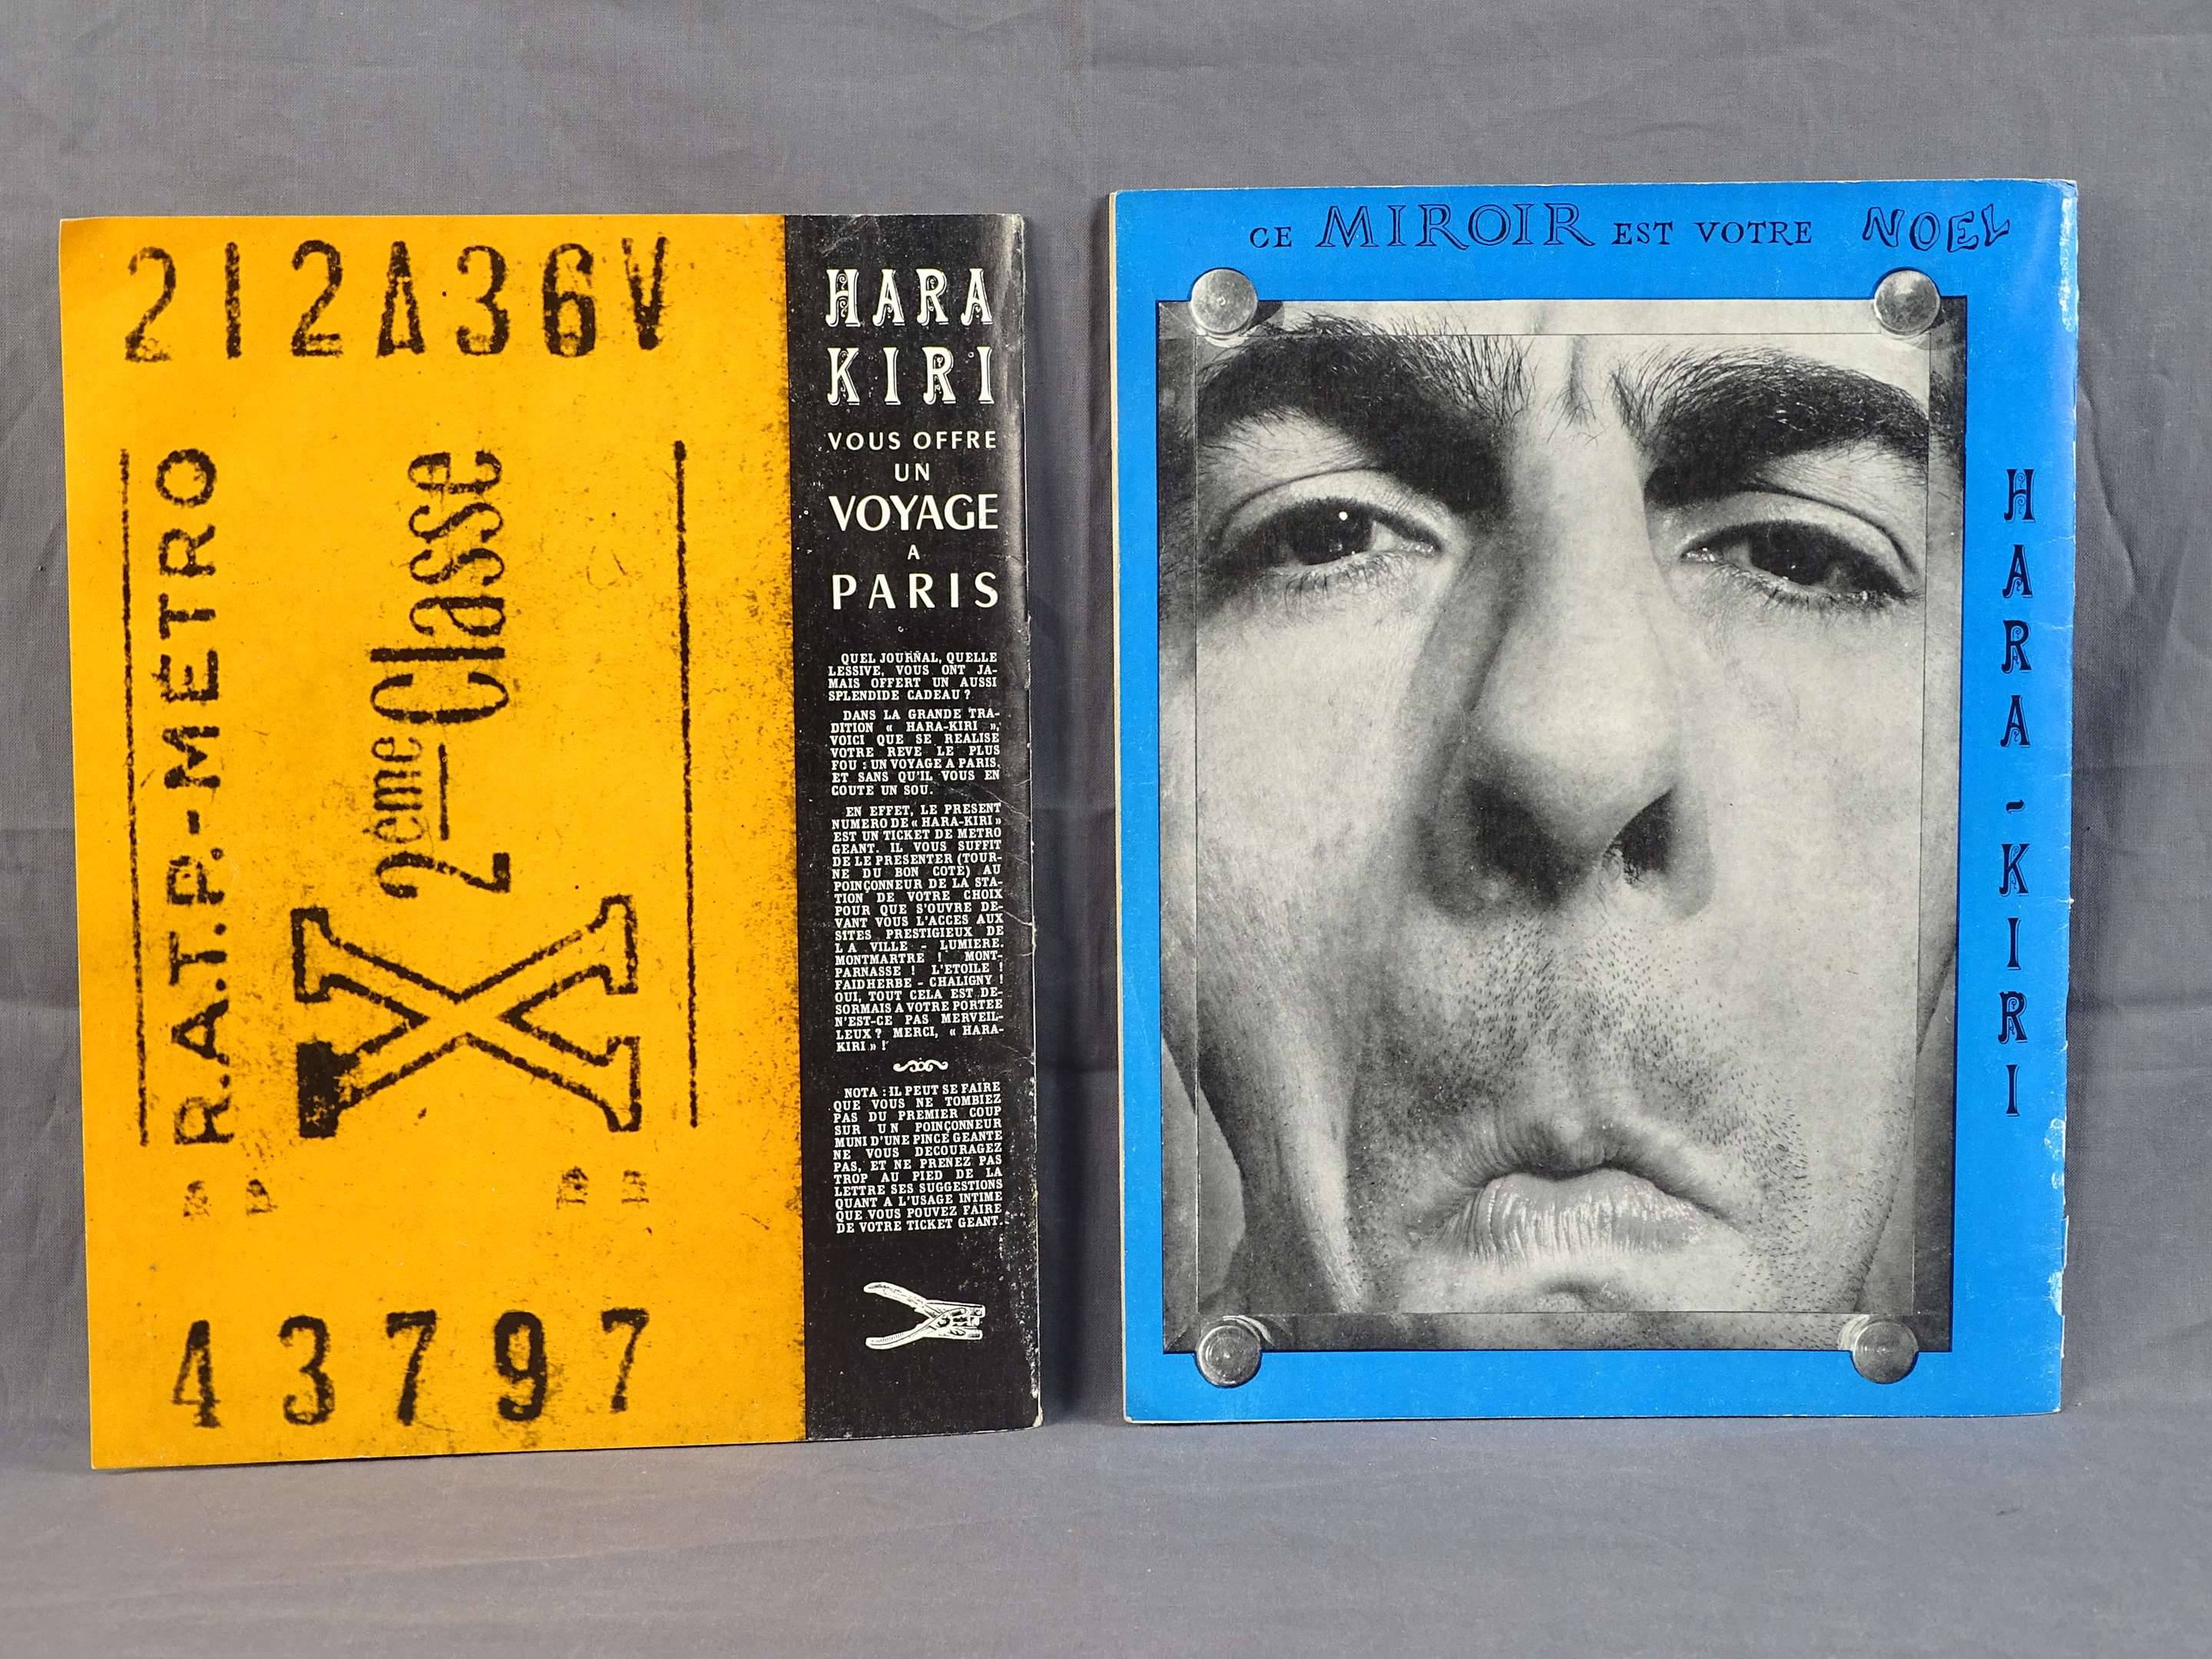 212A36V
R.A.T.P.-MÉTRO
2ème Classe
2
X
43797
HARA
KIRI
VOUS OFFRE
UN
VOYAGE
A
PARIS
QUEL JOURNAL, QUELLE
LESSIVE, VOUS ONT JA-
MAIS OFFERT UN AUSSI
SPLENDIDE CADEAU ?
DANS LA GRANDE TRA-
DITION « HARA-KIRI »,
VOICI QUE SE REALISE
VOTRE REVE LE PLUS
FOU : UN VOYAGE A PARIS,
ET SANS QU'IL VOUS EN
COUTE UN SOU.
EN EFFET, LE PRESENT
NUMERO DE « HARA-KIRI »
EST UN TICKET DE METRO
GEANT. IL VOUS SUFFIT
DE LE PRESENTER (TOUR-
NE DU BON COTE) AU
POINÇONNEUR DE LA STA-
TION DE VOTRE CHOIX
POUR QUE S'OUVRE DE-
VANT VOUS L'ACCES AUX
SITES PRESTIGIEUX DE
LA VILLE - LUMIERE.
MONTMARTRE ! MONT-
PARNASSE ! L'ETOILE !
FAIDHERBE - CHALIGNY !
OUI, TOUT CELA EST DE-
SORMAIS A VOTRE PORTEE
N'EST-CE PAS MERVEIL-
LEUX ? MERCI, « HARA-
KIRI » !
NOTA : IL PEUT SE FAIRE
QUE VOUS NE TOMBIEZ
PAS DU PREMIER COUP
SUR UN POINÇONNEUR
MUNI D'UNE PINCE GEANTE
NE VOUS DECOURAGEZ
PAS, ET NE PRENEZ PAS
TROP AU PIED DE LA
LETTRE SES SUGGESTIONS
QUANT A L'USAGE INTIME
QUE VOUS POUVEZ FAIRE
DE VOTRE TICKET GEANT.
CE MIROIR EST VOTRE NOEL
HARA-KIRI